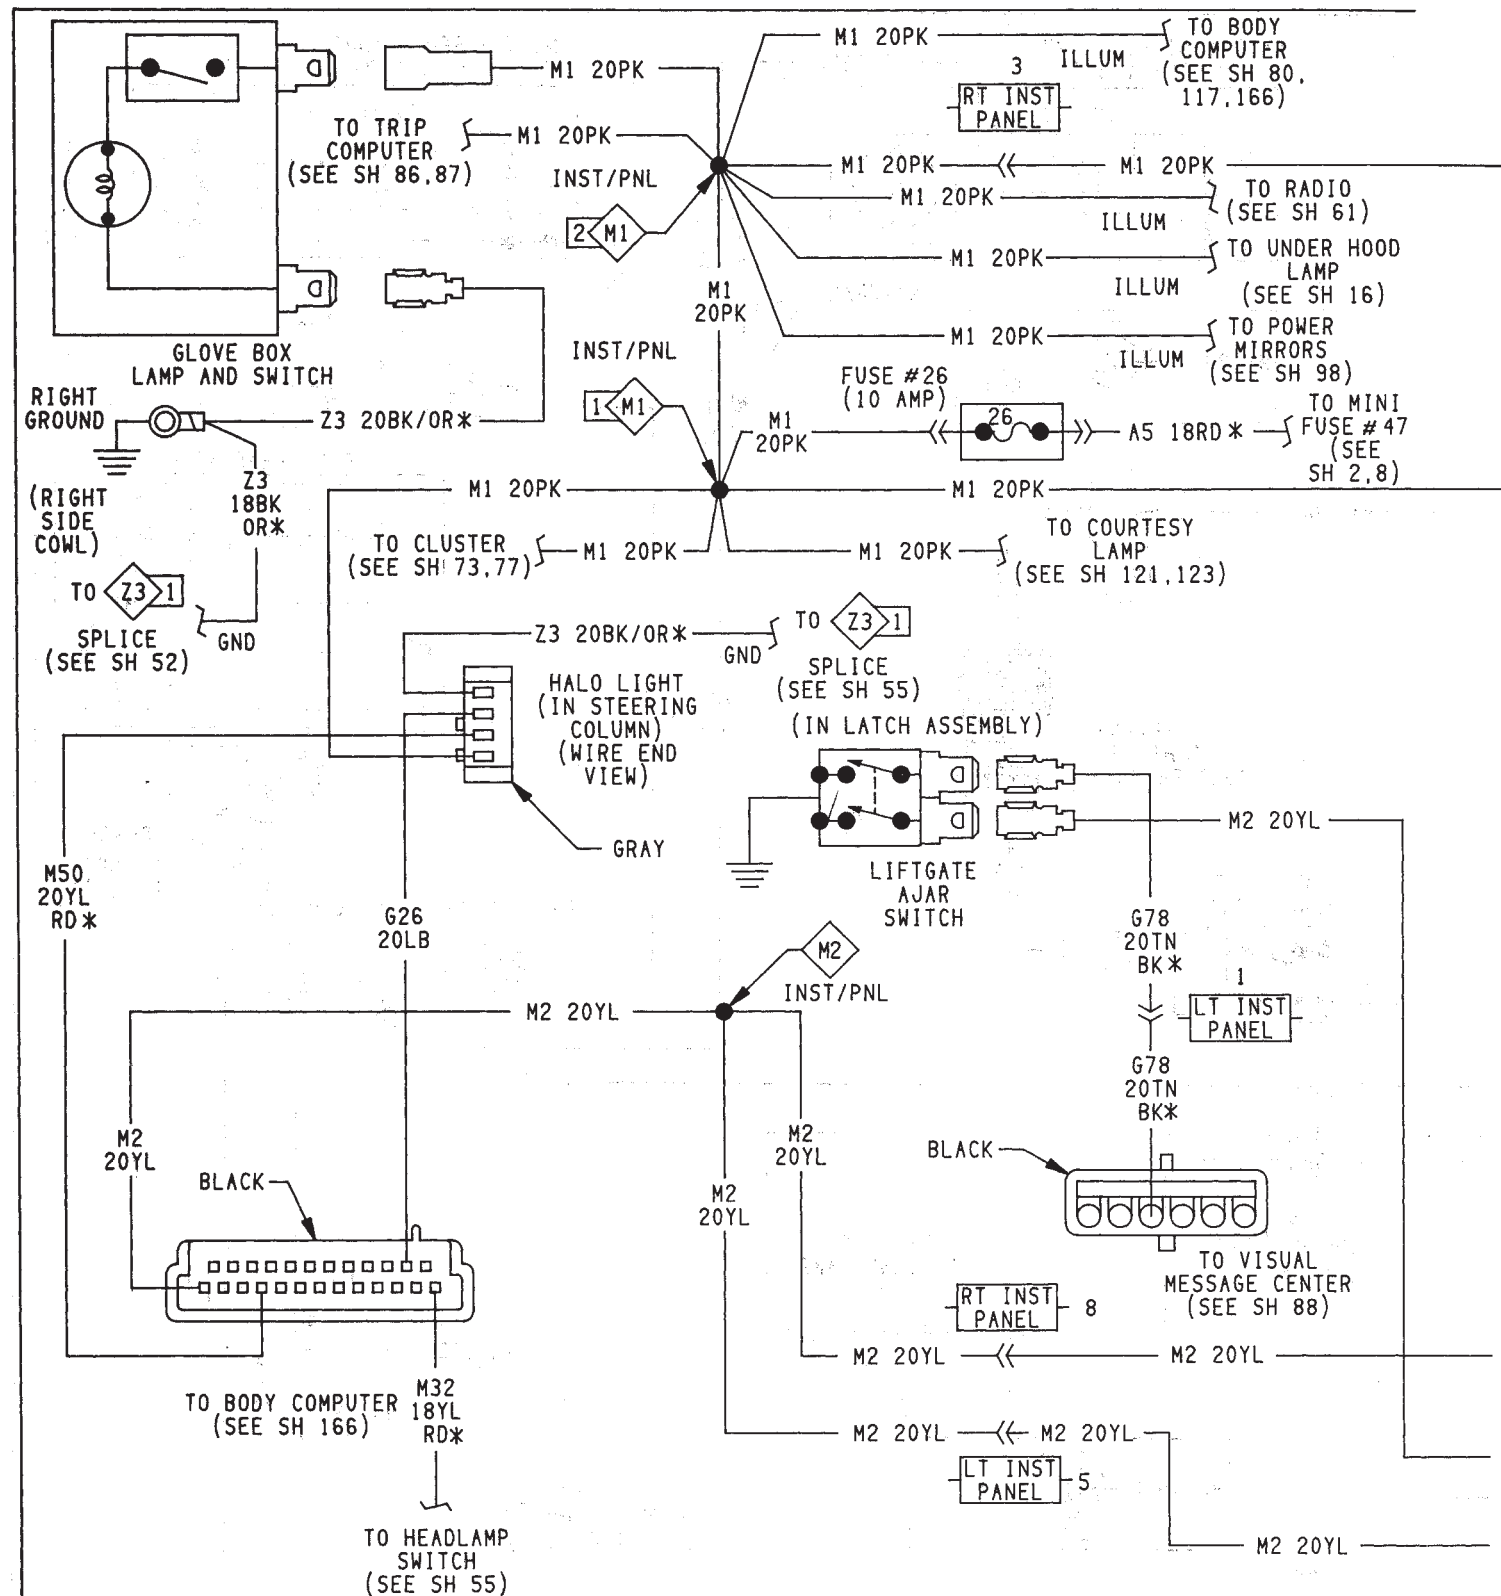 M1 20PK
TO TRIP
COMPUTER
(SEE SH 86,87)
M1 20PK
INST/PNL
2 M1
M1 20PK
ILLUM
TO BODY
COMPUTER
(SEE SH 80,
117,166)
3
RT INST
PANEL
M1 20PK
M1 20PK
M1 20PK
ILLUM
TO RADIO
(SEE SH 61)
M1 20PK
ILLUM
TO UNDER HOOD
LAMP
(SEE SH 16)
M1
20PK
M1 20PK
ILLUM
TO POWER
MIRRORS
(SEE SH 98)
GLOVE BOX
LAMP AND SWITCH
INST/PNL
1 M1
FUSE #26
(10 AMP)
26
M1
20PK
A5 18RD*
TO MINI
FUSE #47
(SEE
SH 2,8)
RIGHT
GROUND
Z3 20BK/OR*
(RIGHT
SIDE
COWL)
Z3
18BK
OR*
M1 20PK
M1 20PK
TO CLUSTER
(SEE SH 73,77)
M1 20PK
M1 20PK
TO COURTESY
LAMP
(SEE SH 121,123)
TO Z3 1
SPLICE
(SEE SH 52)
GND
Z3 20BK/OR*
GND
TO Z3 1
SPLICE
(SEE SH 55)
HALO LIGHT
(IN STEERING
COLUMN)
(WIRE END
VIEW)
GRAY
(IN LATCH ASSEMBLY)
LIFTGATE
AJAR
SWITCH
M2 20YL
M50
20YL
RD*
G26
20LB
G78
20TN
BK*
M2
INST/PNL
M2 20YL
1
LT INST
PANEL
G78
20TN
BK*
M2
20YL
BLACK
M2
20YL
M2
20YL
BLACK
TO VISUAL
MESSAGE CENTER
(SEE SH 88)
RT INST
PANEL
8
M2 20YL
M2 20YL
TO BODY COMPUTER
(SEE SH 166)
M32
18YL
RD*
M2 20YL
M2 20YL
LT INST
PANEL
5
M2 20YL
TO HEADLAMP
SWITCH
(SEE SH 55)